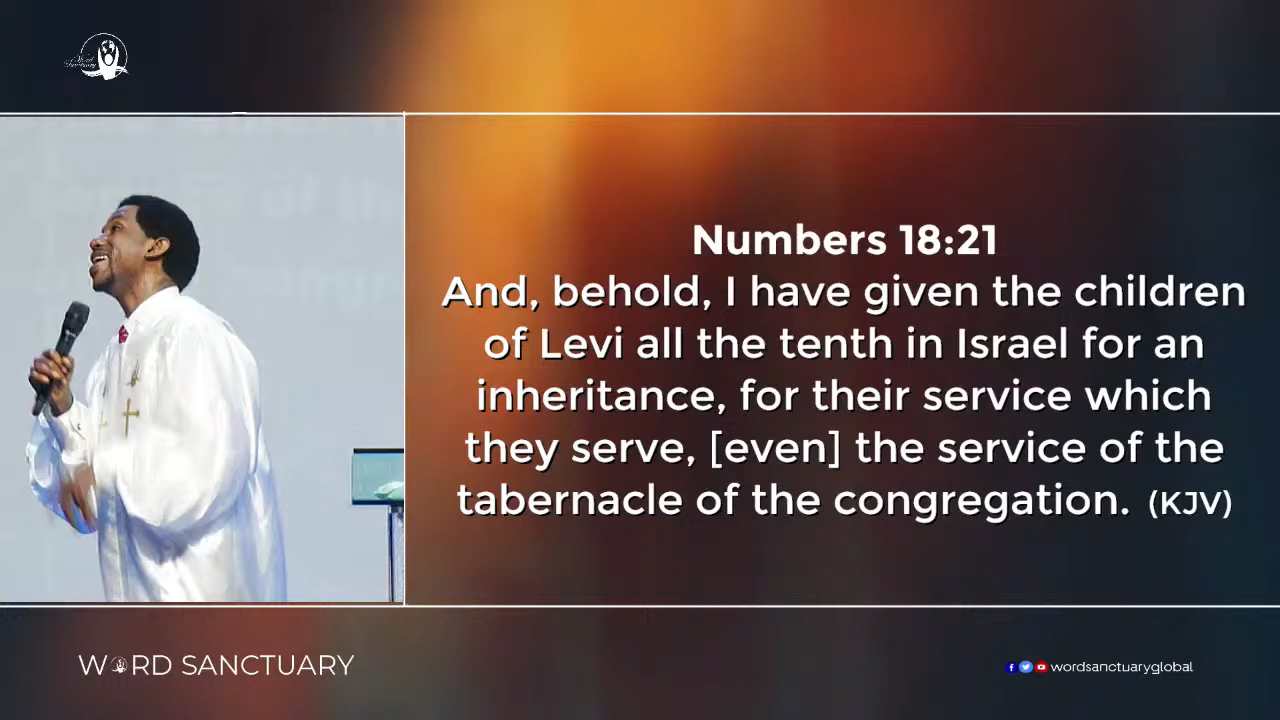 Word
Sanctuary
Numbers 18:21
And, behold, I have given the children
of Levi all the tenth in Israel for an
inheritance, for their service which
they serve, [even] the service of the
tabernacle of the congregation. (KJV)
WORD SANCTUARY
wordsanctuaryglobal